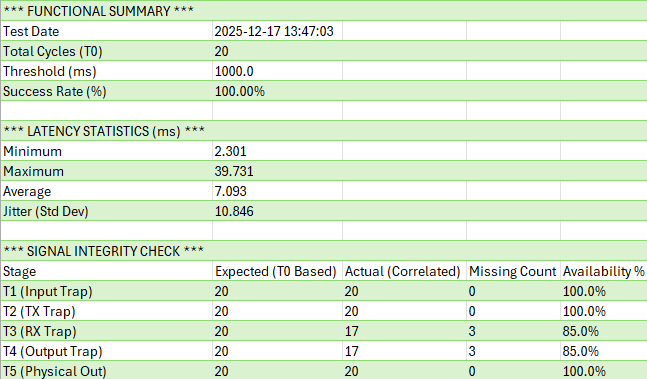 *** FUNCTIONAL SUMMARY ***
Test Date 2025-12-17 13:47:03
Total Cycles (T0) 20
Threshold (ms) 1000.0
Success Rate (%) 100.00%
*** LATENCY STATISTICS (ms) ***
Minimum 2.301
Maximum 39.731
Average 7.093
Jitter (Std Dev) 10.846
*** SIGNAL INTEGRITY CHECK ***
Stage Expected (T0 Based) Actual (Correlated) Missing Count Availability %
T1 (Input Trap) 20 20 0 100.0%
T2 (TX Trap) 20 20 0 100.0%
T3 (RX Trap) 20 17 3 85.0%
T4 (Output Trap) 20 17 3 85.0%
T5 (Physical Out) 20 20 0 100.0%